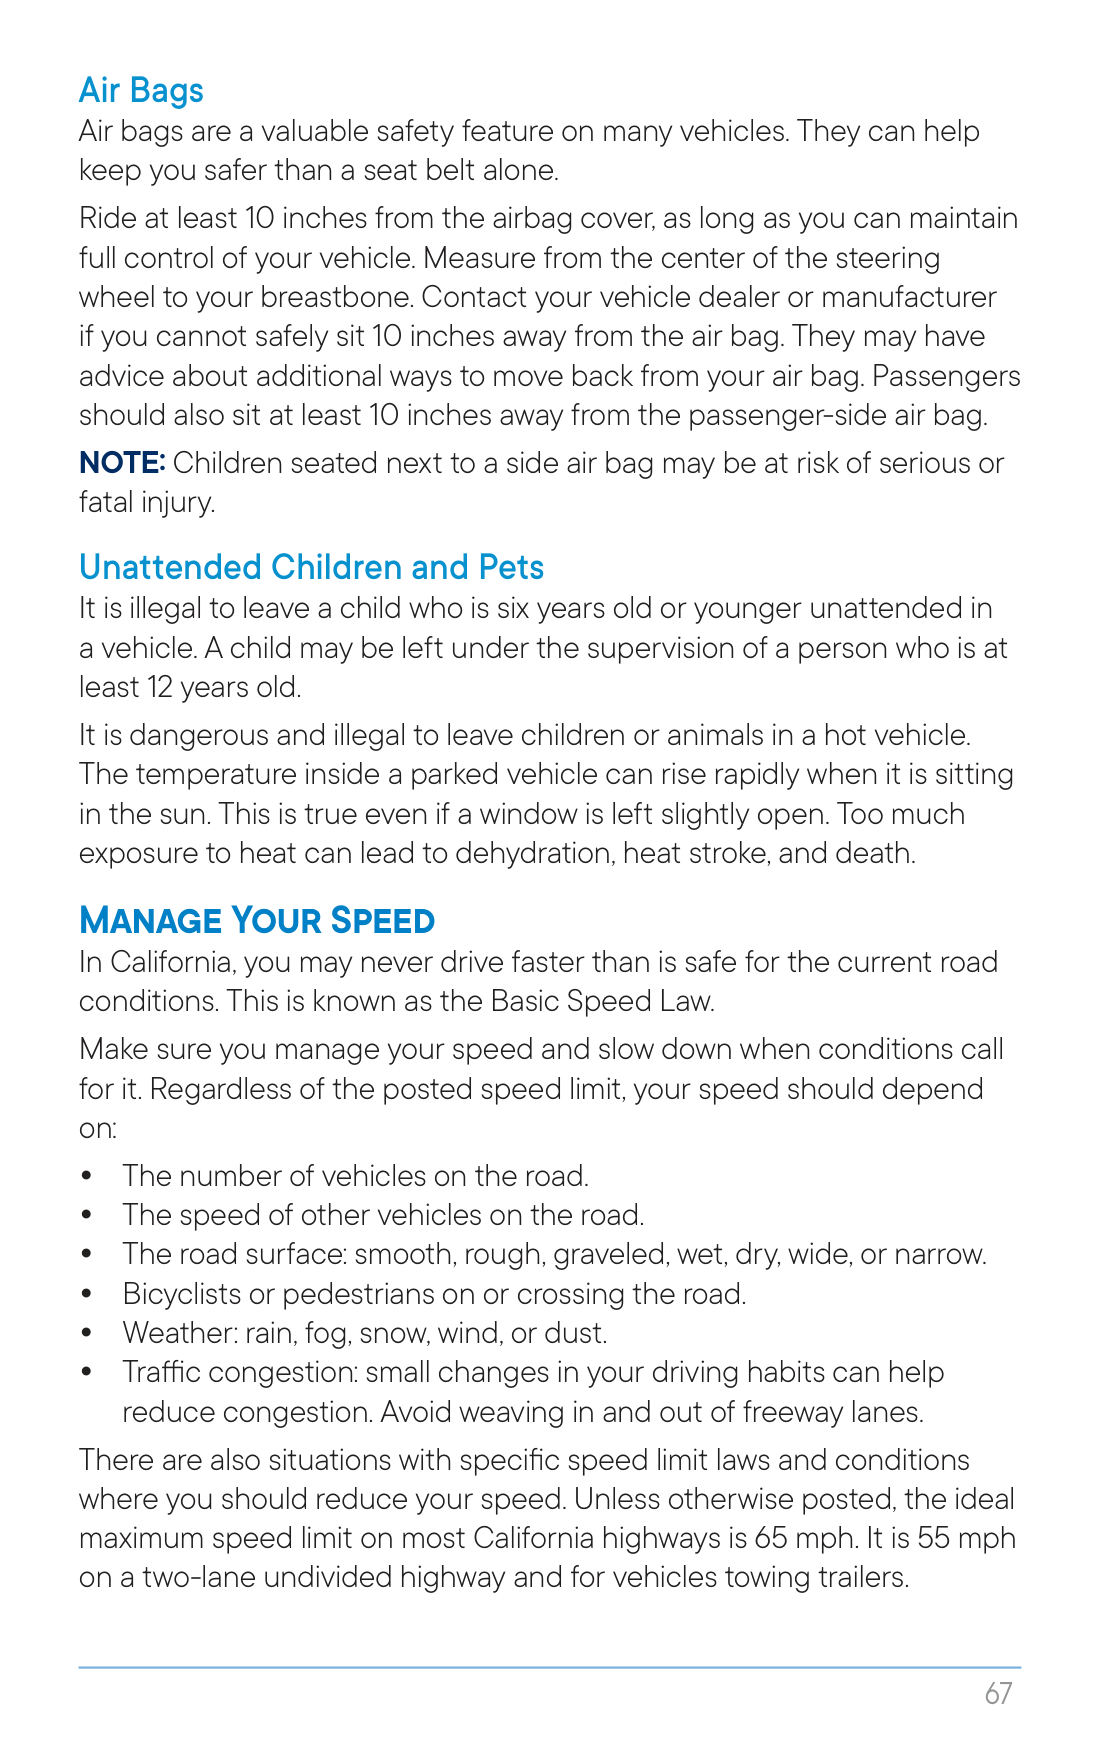 Air Bags
Air bags are a valuable safety feature on many vehicles. They can help
keep you safer than a seat belt alone.
Ride at least 10 inches from the airbag cover, as long as you can maintain
full control of your vehicle. Measure from the center of the steering
wheel to your breastbone. Contact your vehicle dealer or manufacturer
if you cannot safely sit 10 inches away from the air bag. They may have
advice about additional ways to move back from your air bag. Passengers
should also sit at least 10 inches away from the passenger-side air bag.
NOTE: Children seated next to a side air bag may be at risk of serious or
fatal injury.
Unattended Children and Pets
It is illegal to leave a child who is six years old or younger unattended in
a vehicle. A child may be left under the supervision of a person who is at
least 12 years old.
It is dangerous and illegal to leave children or animals in a hot vehicle.
The temperature inside a parked vehicle can rise rapidly when it is sitting
in the sun. This is true even if a window is left slightly open. Too much
exposure to heat can lead to dehydration, heat stroke, and death.
MANAGE YOUR SPEED
In California, you may never drive faster than is safe for the current road
conditions. This is known as the Basic Speed Law.
Make sure you manage your speed and slow down when conditions call
for it. Regardless of the posted speed limit, your speed should depend
on:
• The number of vehicles on the road.
• The speed of other vehicles on the road.
• The road surface: smooth, rough, graveled, wet, dry, wide, or narrow.
• Bicyclists or pedestrians on or crossing the road.
• Weather: rain, fog, snow, wind, or dust.
• Traffic congestion: small changes in your driving habits can help
reduce congestion. Avoid weaving in and out of freeway lanes.
There are also situations with specific speed limit laws and conditions
where you should reduce your speed. Unless otherwise posted, the ideal
maximum speed limit on most California highways is 65 mph. It is 55 mph
on a two-lane undivided highway and for vehicles towing trailers.
67